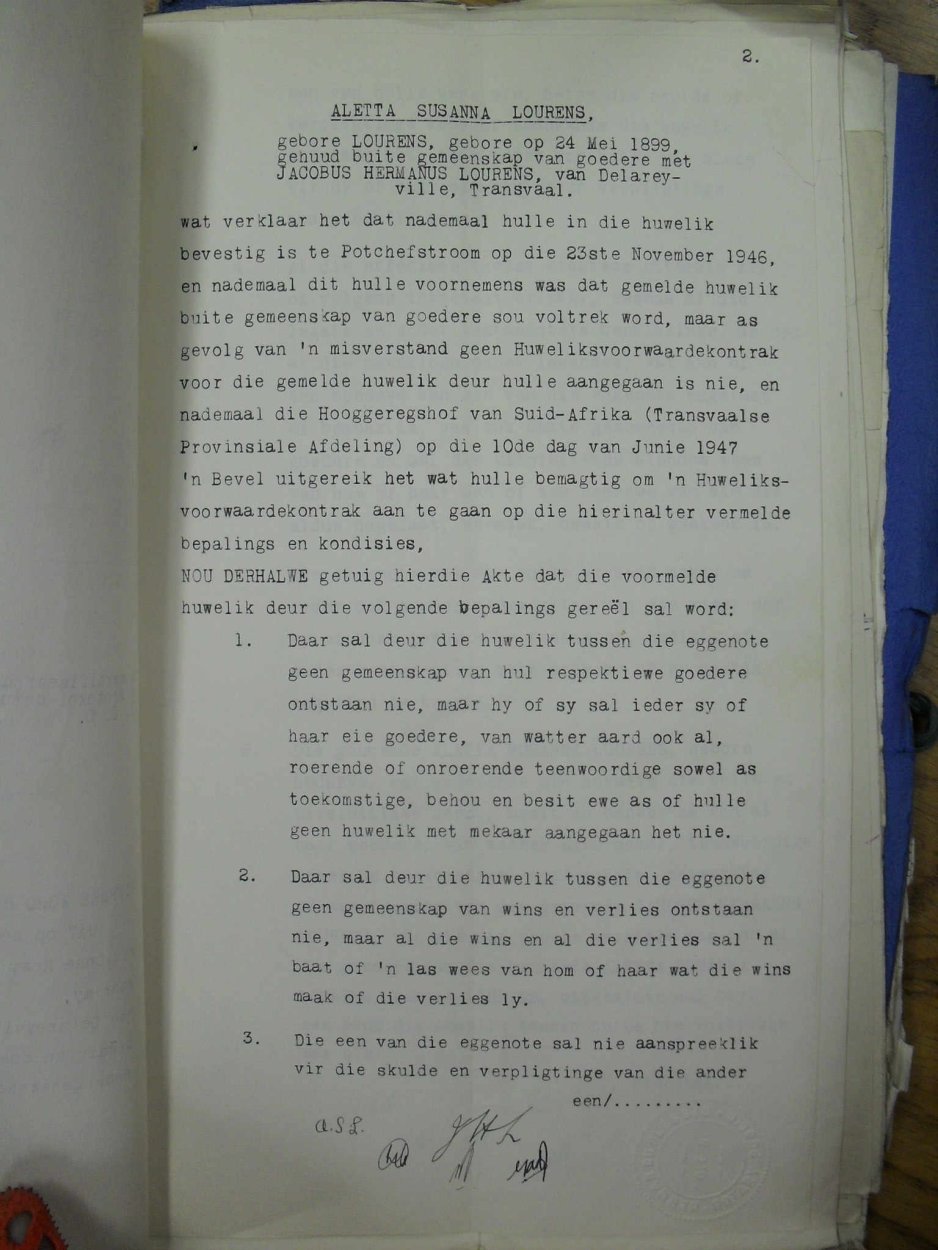 2.
ALETTA SUSANNA LOURENS,
gebore LOURENS, gebore op 24 Mei 1899,
gehuud buite gemeenskap van goedere met
JACOBUS HERMANUS LOURENS, van Delarey-
ville, Transvaal.
wat verklaar het dat nademaal hulle in die huwelik
bevestig is te Potchefstroom op die 23ste November 1946,
en nademaal dit hulle voornemens was dat gemelde huwelik
buite gemeenskap van goedere sou voltrek word, maar as
gevolg van 'n misverstand geen Huweliksvoorwaardekontrak
voor die gemelde huwelik deur hulle aangegaan is nie, en
nademaal die Hooggeregshof van Suid-Afrika (Transvaalse
Provinsiale Afdeling) op die 10de dag van Junie 1947
'n Bevel uitgereik het wat hulle bemagtig om 'n Huweliks-
voorwaardekontrak aan te gaan op die hierinalter vermelde
bepalings en kondisies,
NOU DERHALWE getuig hierdie Akte dat die voormelde
huwelik deur die volgende bepalings gereël sal word:
1. Daar sal deur die huwelik tussen die eggenote
geen gemeenskap van hul respektiewe goedere
ontstaan nie, maar hy of sy sal ieder sy of
haar eie goedere, van watter aard ook al,
roerende of onroerende teenwoordige sowel as
toekomstige, behou en besit ewe as of hulle
geen huwelik met mekaar aangegaan het nie.
2. Daar sal deur die huwelik tussen die eggenote
geen gemeenskap van wins en verlies ontstaan
nie, maar al die wins en al die verlies sal 'n
baat of 'n las wees van hom of haar wat die wins
maak of die verlies ly.
3. Die een van die eggenote sal nie aanspreeklik
vir die skulde en verpligtinge van die ander
een/.........
A.S.L. JHL